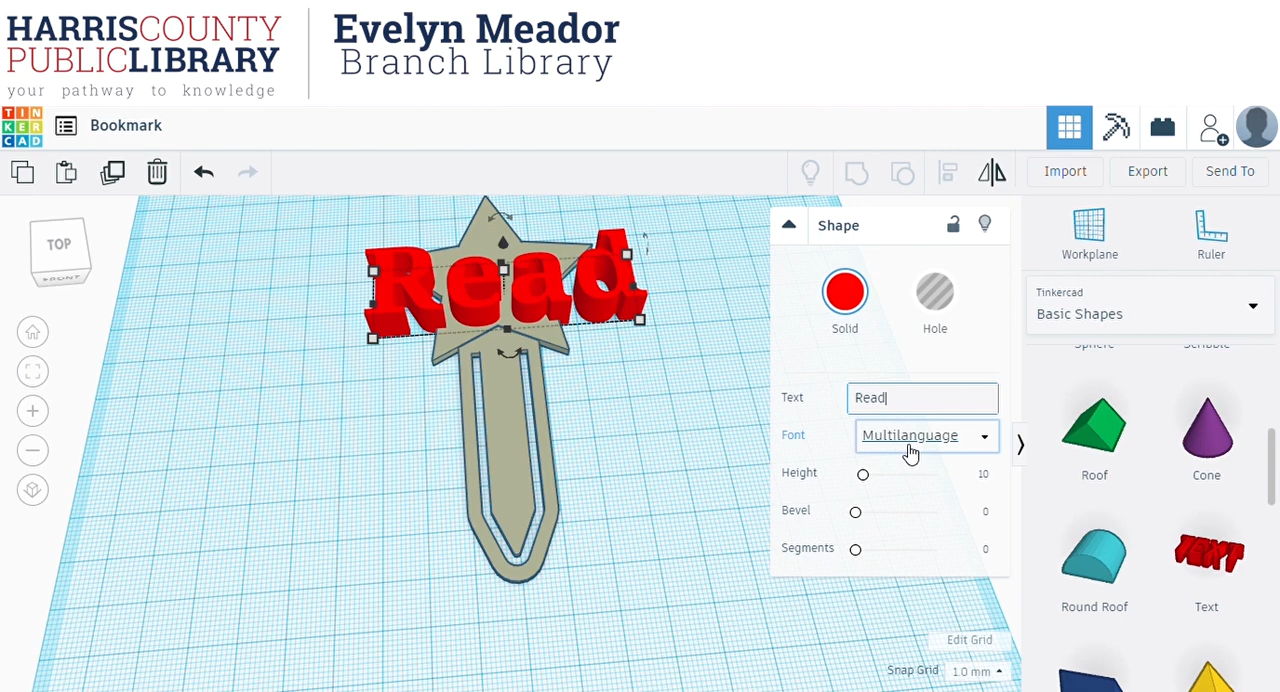 HARRISCOUNTY
PUBLICLIBRARY
your pathway to knowledge
Evelyn Meador
Branch Library
TIN
KER
CAD
Bookmark
Import
Export
Send To
TOP
FRONT
Read
Shape
Solid
Hole
Text
Read
Font
Multilanguage
Height
10
Bevel
0
Segments
0
Workplane
Ruler
Tinkercad
Basic Shapes
Sphere
Scribble
Roof
Cone
TEXT
Round Roof
Text
Edit Grid
Snap Grid
1.0 mm